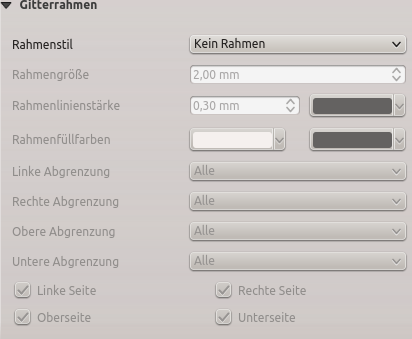 Gitterrahmen
Rahmenstil Kein Rahmen
Rahmengröße 2,00 mm
Rahmenlinienstärke 0,30 mm
Rahmenfüllfarben
Linke Abgrenzung Alle
Rechte Abgrenzung Alle
Obere Abgrenzung Alle
Untere Abgrenzung Alle
Linke Seite Rechte Seite
Oberseite Unterseite